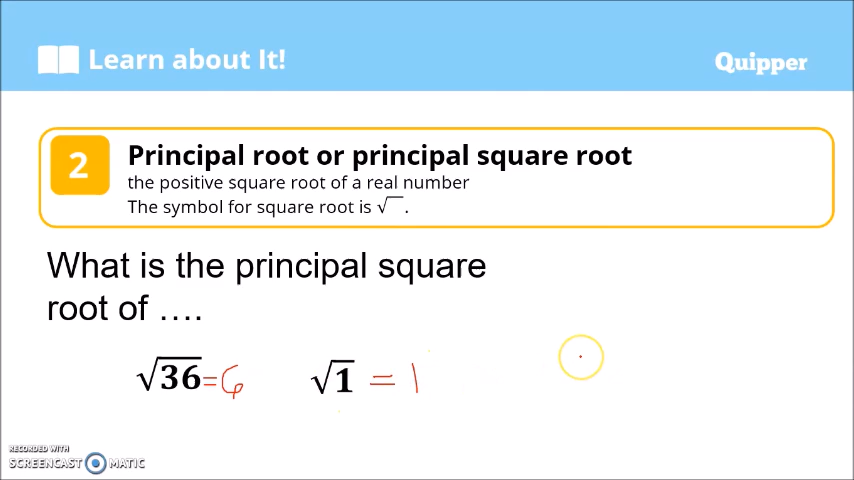 Learn about It!
Quipper
2
Principal root or principal square root
the positive square root of a real number
The symbol for square root is √ .
What is the principal square
root of ….
√36 = 6
√1 = 1
RECORDED WITH
SCREENCAST MATIC